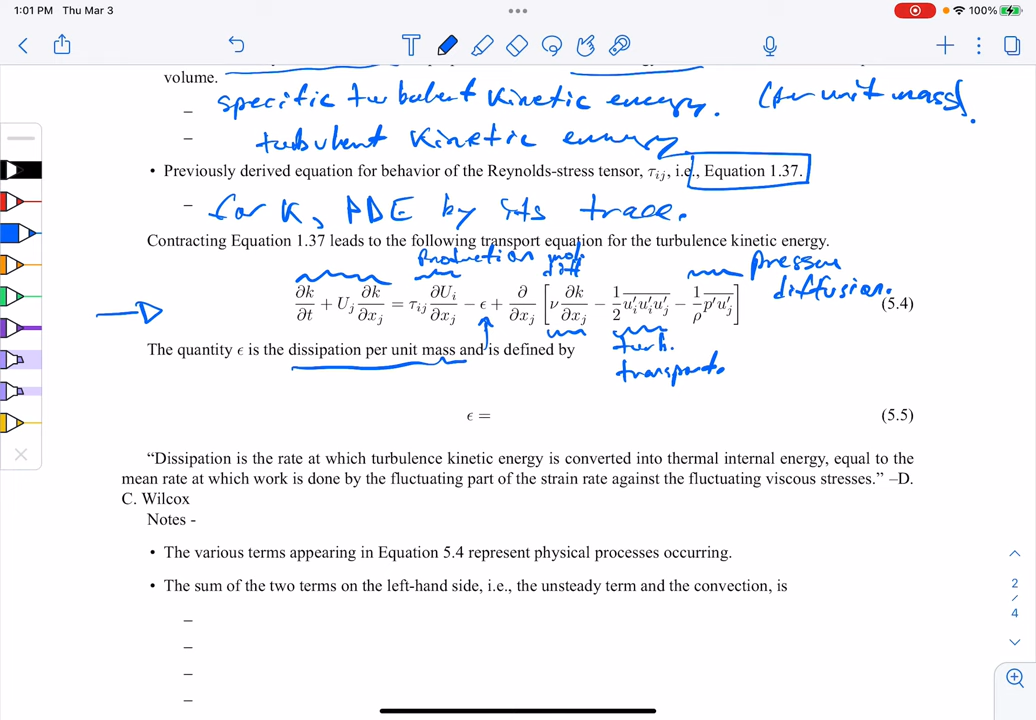 1:01 PM Thu Mar 3
100%
volume.
– specific turbulent kinetic energy. (per unit mass).
– turbulent kinetic energy
• Previously derived equation for behavior of the Reynolds-stress tensor, τij, i.e., Equation 1.37.
– for K, PDE by its trace.
Contracting Equation 1.37 leads to the following transport equation for the turbulence kinetic energy.
Production mol. diff pressure diffusion.
∂k/∂t + Uj ∂k/∂xj = τij ∂Ui/∂xj − ϵ + ∂/∂xj [ν ∂k/∂xj − 1/2 \overline{u′iu′iu′j} − 1/ρ \overline{p′u′j}] (5.4)
The quantity ϵ is the dissipation per unit mass and is defined by
turb. transport.
ϵ = (5.5)
“Dissipation is the rate at which turbulence kinetic energy is converted into thermal internal energy, equal to the
mean rate at which work is done by the fluctuating part of the strain rate against the fluctuating viscous stresses.” –D.
C. Wilcox
Notes -
• The various terms appearing in Equation 5.4 represent physical processes occurring.
• The sum of the two terms on the left-hand side, i.e., the unsteady term and the convection, is
–
–
–
–
2
/
4